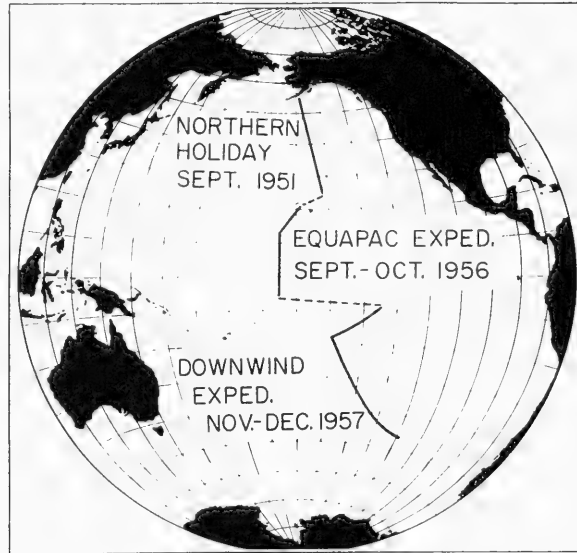 NORTHERN
HOLIDAY
SEPT. 1951
EQUAPAC EXPED.
SEPT.-OCT. 1956
DOWNWIND
EXPED.
NOV.-DEC. 1957